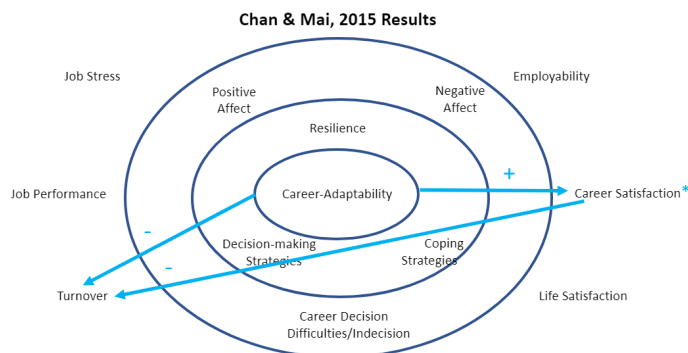 Chan & Mai, 2015 Results
Job Stress
Employability
Positive
Affect
Negative
Affect
Resilience
+
Job Performance
Career-Adaptability
Career Satisfaction*
-
Decision-making
Strategies
Coping
Strategies
-
Turnover
Life Satisfaction
Career Decision
Difficulties/Indecision